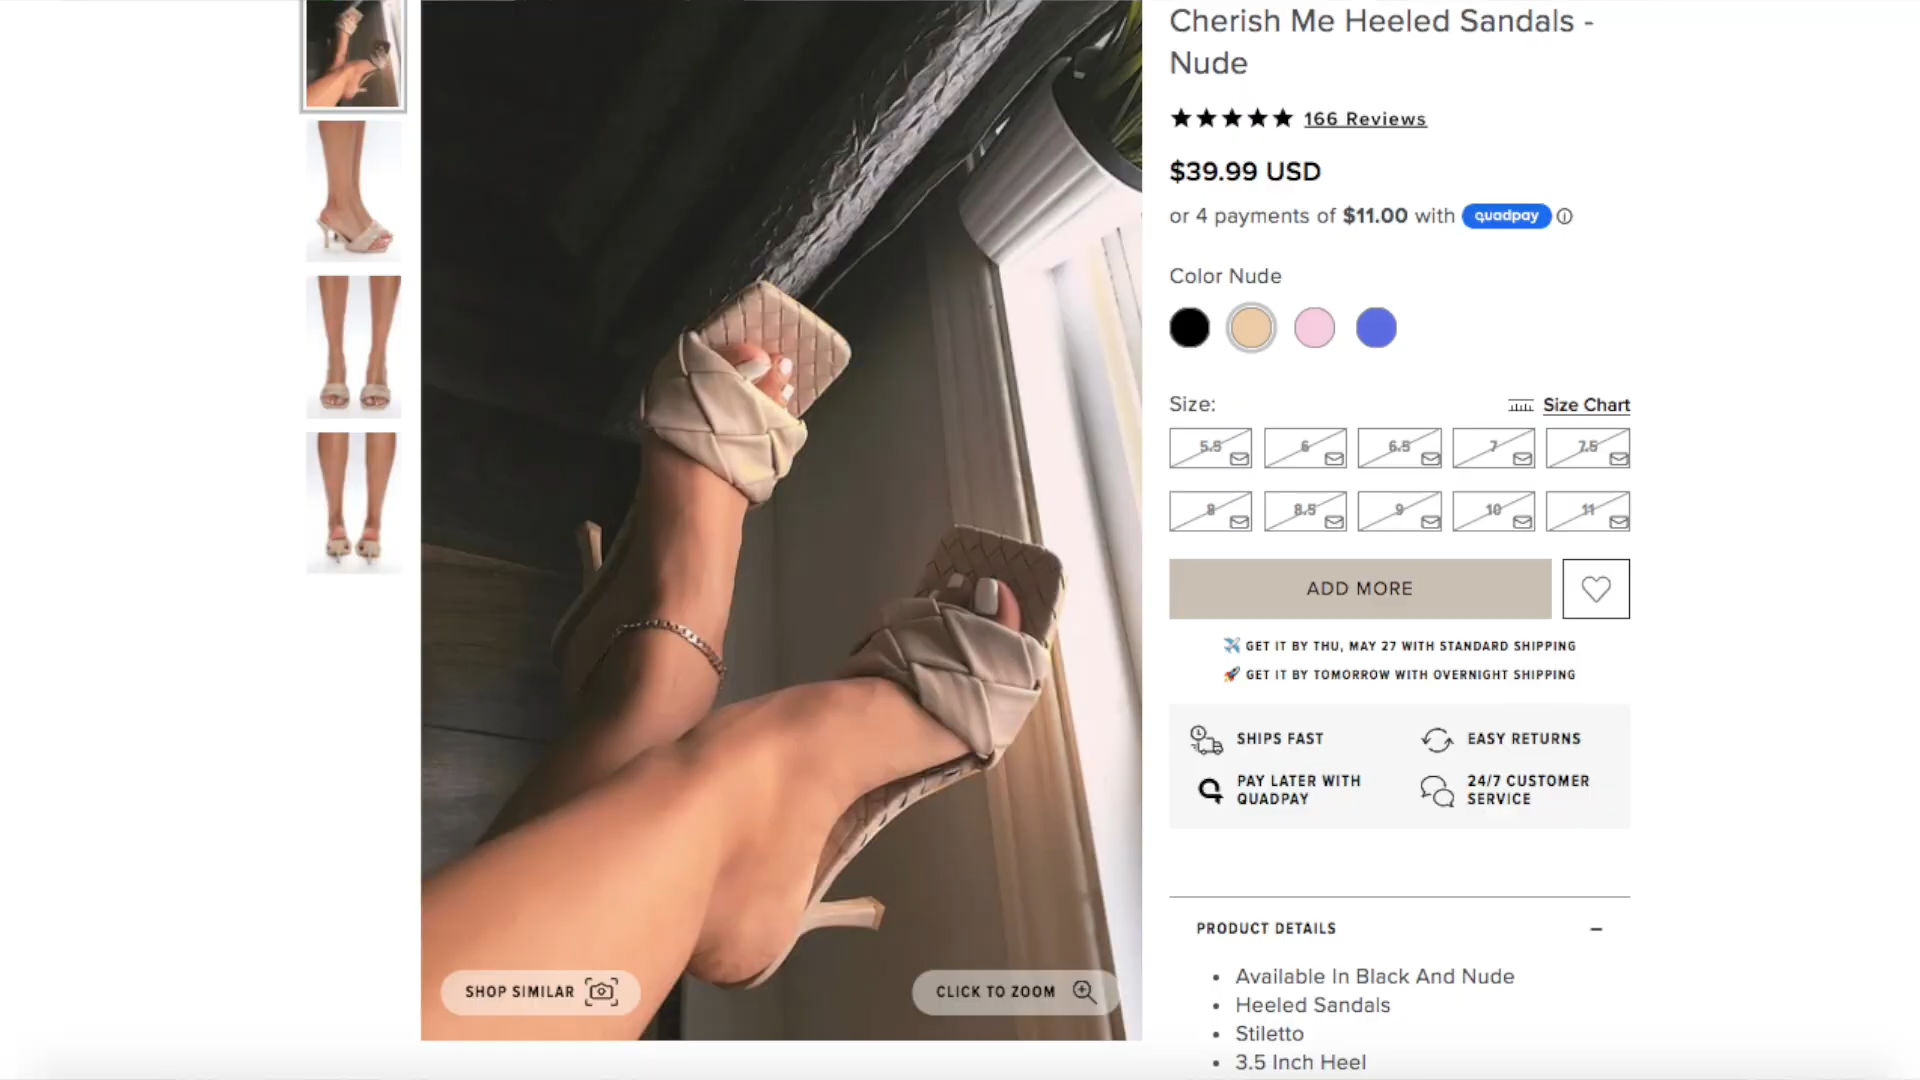 Cherish Me Heeled Sandals -
Nude
166 Reviews
$39.99 USD
or 4 payments of $11.00 with quadpay
Color Nude
Size:
Size Chart
5.5 6 6.5 7 7.5
8 8.5 9 10 11
ADD MORE
GET IT BY THU, MAY 27 WITH STANDARD SHIPPING
GET IT BY TOMORROW WITH OVERNIGHT SHIPPING
SHIPS FAST
EASY RETURNS
PAY LATER WITH
QUADPAY
24/7 CUSTOMER
SERVICE
PRODUCT DETAILS
Available In Black And Nude
Heeled Sandals
Stiletto
3.5 Inch Heel
SHOP SIMILAR
CLICK TO ZOOM